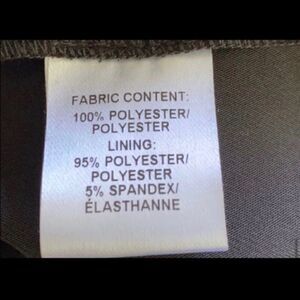 FABRIC CONTENT:
100% POLYESTER/
POLYESTER
LINING:
95% POLYESTER/
POLYESTER
5% SPANDEX/
ÉLASTHANNE